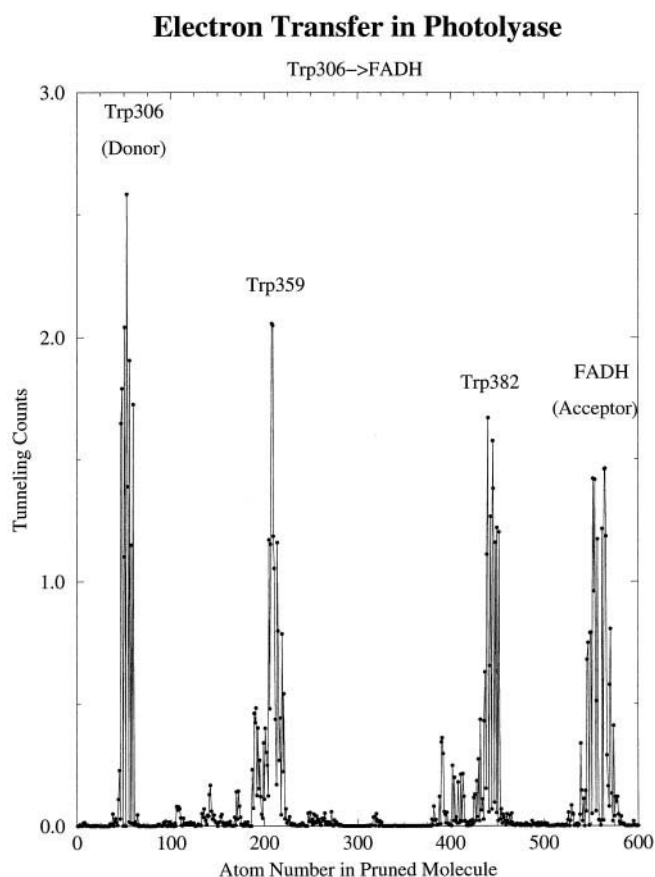 Electron Transfer in Photolyase
Trp306->FADH
3.0
Trp306
(Donor)
Trp359
2.0
Trp382
FADH
(Acceptor)
Tunneling Counts
1.0
0.0
0
100
200
300
400
500
600
Atom Number in Pruned Molecule